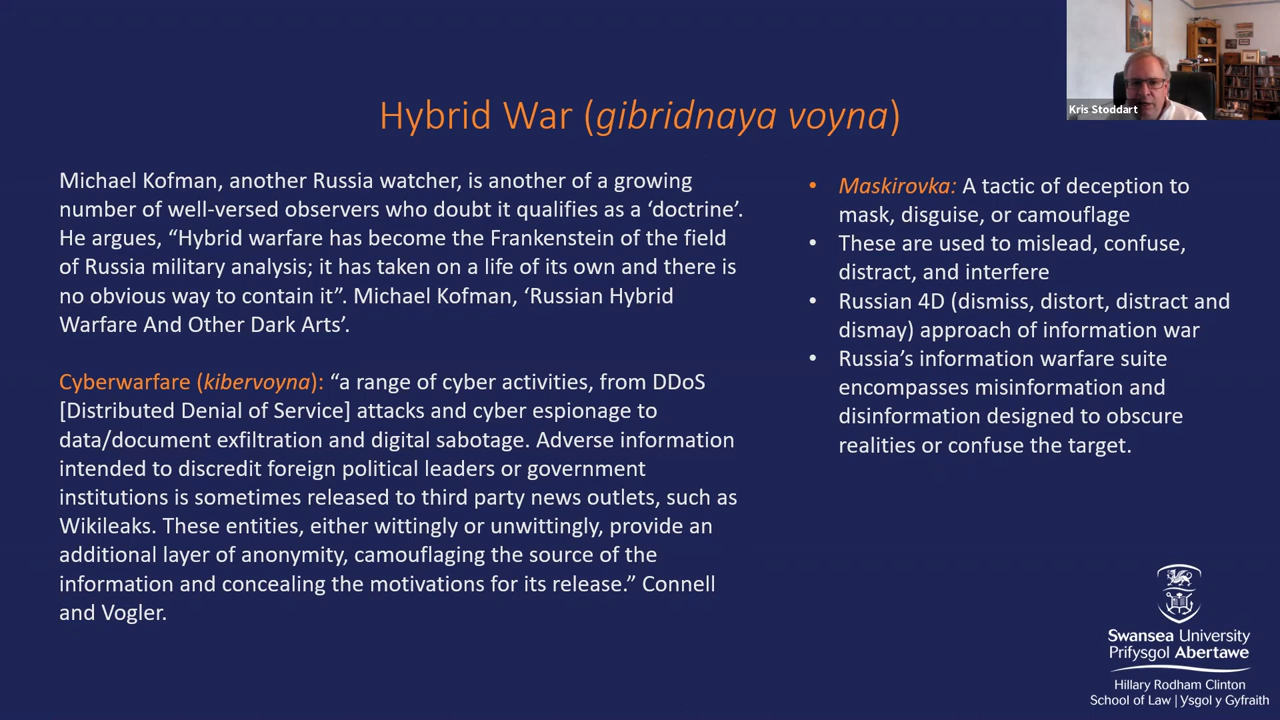 Kris Stoddart
Hybrid War (gibridnaya voyna)
Michael Kofman, another Russia watcher, is another of a growing
number of well-versed observers who doubt it qualifies as a ‘doctrine’.
He argues, “Hybrid warfare has become the Frankenstein of the field
of Russia military analysis; it has taken on a life of its own and there is
no obvious way to contain it”. Michael Kofman, ‘Russian Hybrid
Warfare And Other Dark Arts’.
Cyberwarfare (kibervoyna): “a range of cyber activities, from DDoS
[Distributed Denial of Service] attacks and cyber espionage to
data/document exfiltration and digital sabotage. Adverse information
intended to discredit foreign political leaders or government
institutions is sometimes released to third party news outlets, such as
Wikileaks. These entities, either wittingly or unwittingly, provide an
additional layer of anonymity, camouflaging the source of the
information and concealing the motivations for its release.” Connell
and Vogler.
• Maskirovka: A tactic of deception to
mask, disguise, or camouflage
• These are used to mislead, confuse,
distract, and interfere
• Russian 4D (dismiss, distort, distract and
dismay) approach of information war
• Russia’s information warfare suite
encompasses misinformation and
disinformation designed to obscure
realities or confuse the target.
Swansea University
Prifysgol Abertawe
Hillary Rodham Clinton
School of Law | Ysgol y Gyfraith